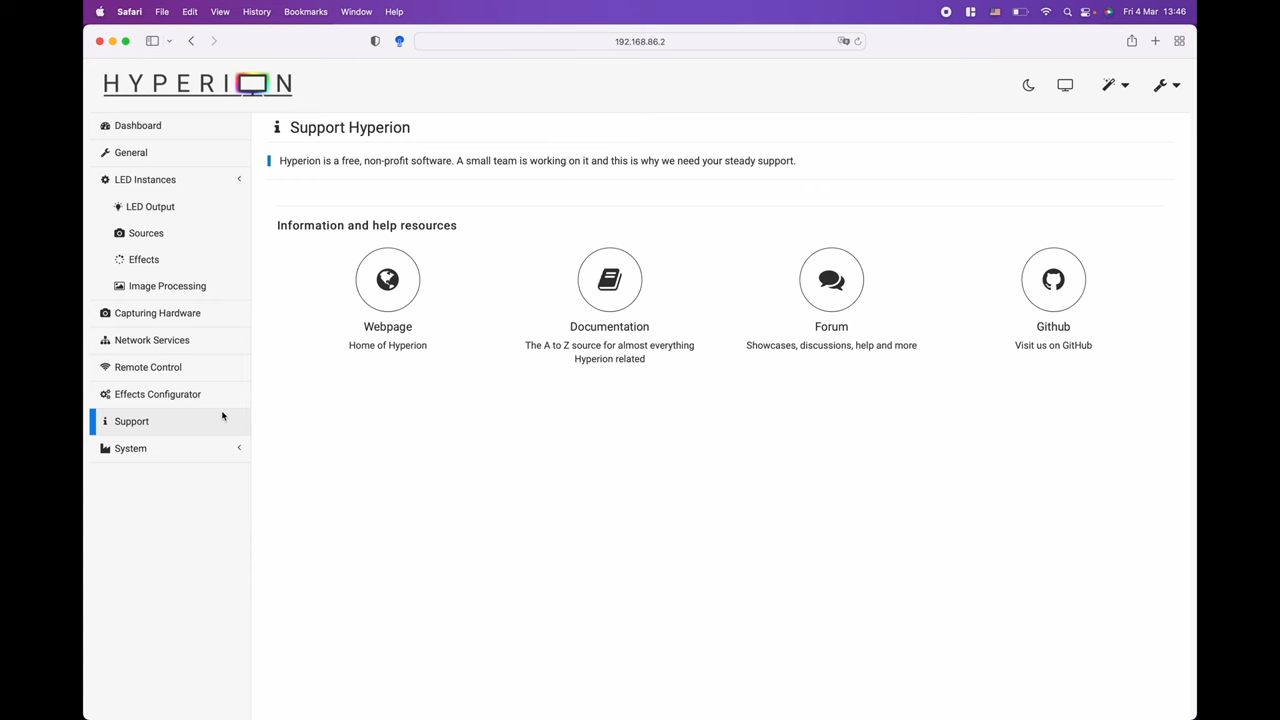 Safari File Edit View History Bookmarks Window Help Fri 4 Mar 13:46
192.168.86.2
HYPERION
Dashboard
General
LED Instances
LED Output
Sources
Effects
Image Processing
Capturing Hardware
Network Services
Remote Control
Effects Configurator
Support
System
Support Hyperion
Hyperion is a free, non-profit software. A small team is working on it and this is why we need your steady support.
Information and help resources
Webpage
Home of Hyperion
Documentation
The A to Z source for almost everything
Hyperion related
Forum
Showcases, discussions, help and more
Github
Visit us on GitHub